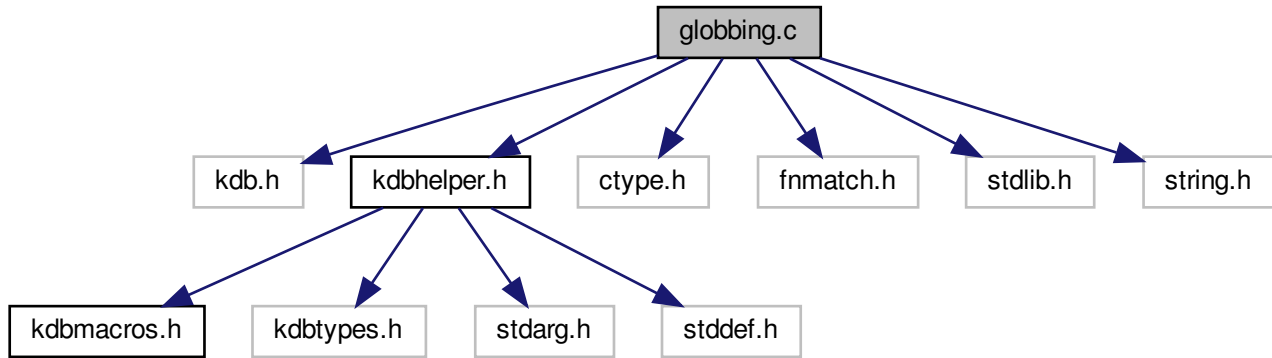 globbing.c
kdb.h
kdbhelper.h
ctype.h
fnmatch.h
stdlib.h
string.h
kdbmacros.h
kdbtypes.h
stdarg.h
stddef.h